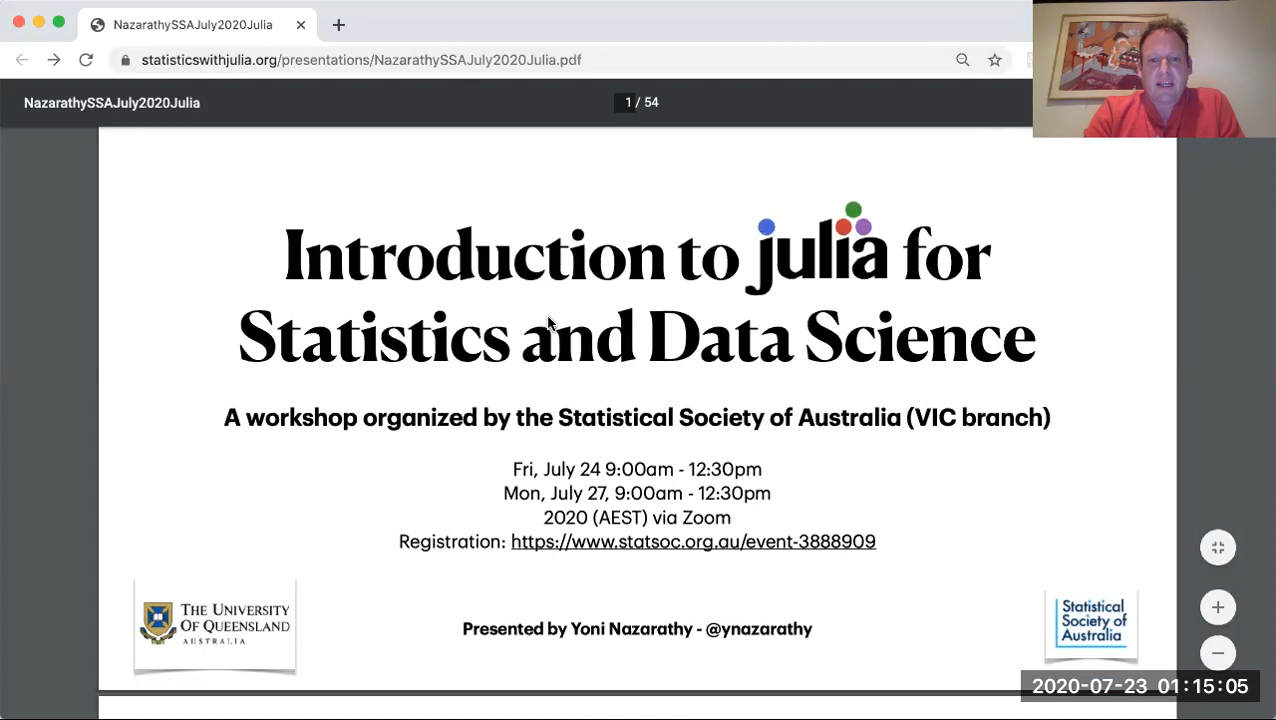 NazarathySSAJuly2020Julia
statisticswithjulia.org/presentations/NazarathySSAJuly2020Julia.pdf
NazarathySSAJuly2020Julia
1 / 54
Introduction to julia for
Statistics and Data Science
A workshop organized by the Statistical Society of Australia (VIC branch)
Fri, July 24 9:00am - 12:30pm
Mon, July 27, 9:00am - 12:30pm
2020 (AEST) via Zoom
Registration: https://www.statsoc.org.au/event-3888909
THE UNIVERSITY
OF QUEENSLAND
AUSTRALIA
Presented by Yoni Nazarathy - @ynazarathy
Statistical
Society of
Australia
2020-07-23 01:15:05